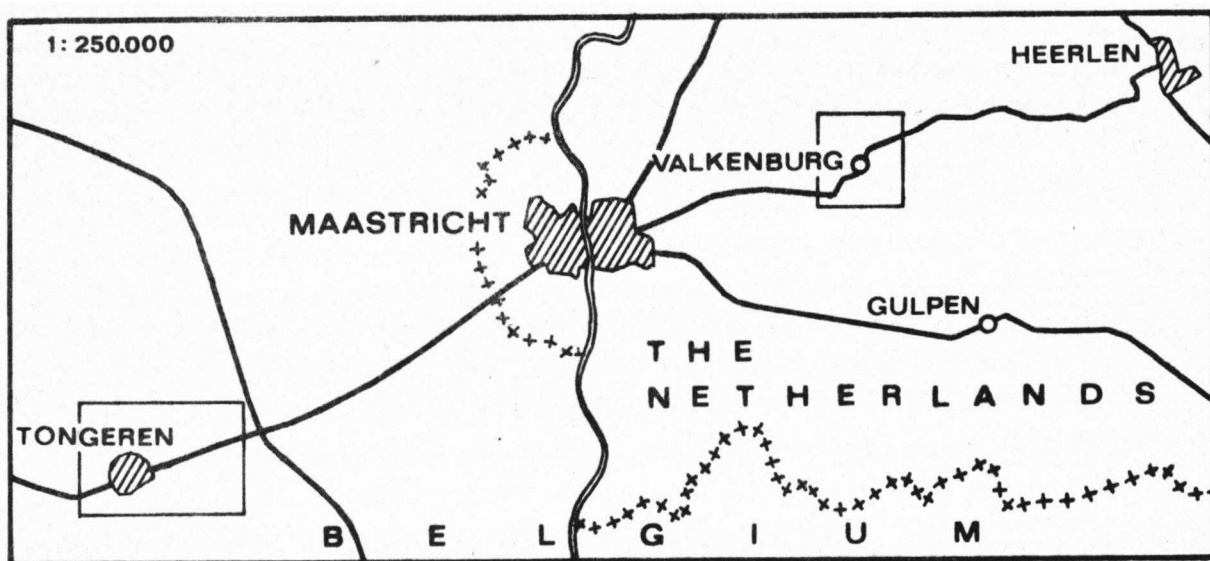 1: 250.000
HEERLEN
VALKENBURG
MAASTRICHT
GULPEN
THE
NETHERLANDS
TONGEREN
BELGIUM